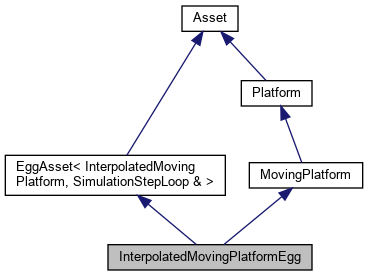 Asset
Platform
EggAsset< InterpolatedMoving
Platform, SimulationStepLoop & >
MovingPlatform
InterpolatedMovingPlatformEgg